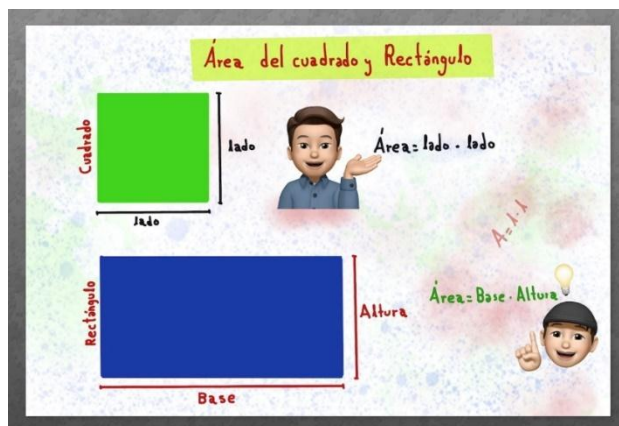 Área del cuadrado y Rectángulo
Cuadrado
lado
lado
Área = lado · lado
A = l · l
Rectángulo
Altura
Base
Área = Base · Altura